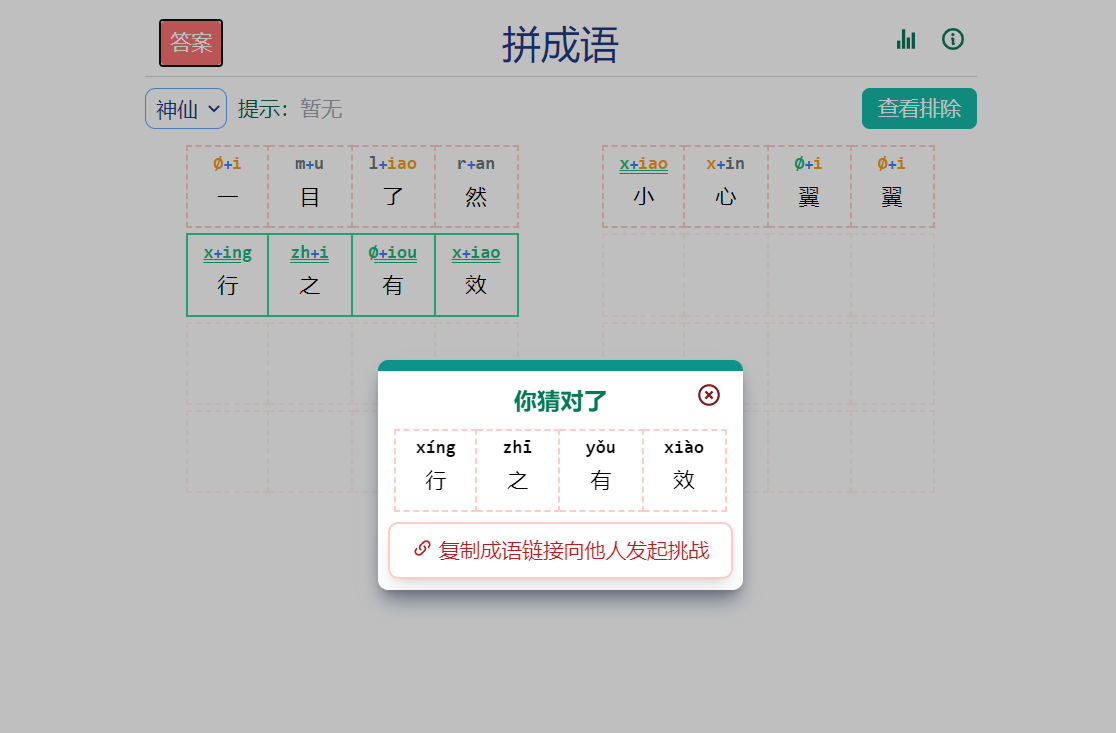 答案
拼成语
神仙 提示：暂无
查看排除
Ø+i m+u l+iao r+an
一 目 了 然
x+iao x+in Ø+i Ø+i
小 心 翼 翼
x+ing zh+i Ø+iou x+iao
行 之 有 效
你猜对了
xíng zhī yǒu xiào
行 之 有 效
复制成语链接向他人发起挑战